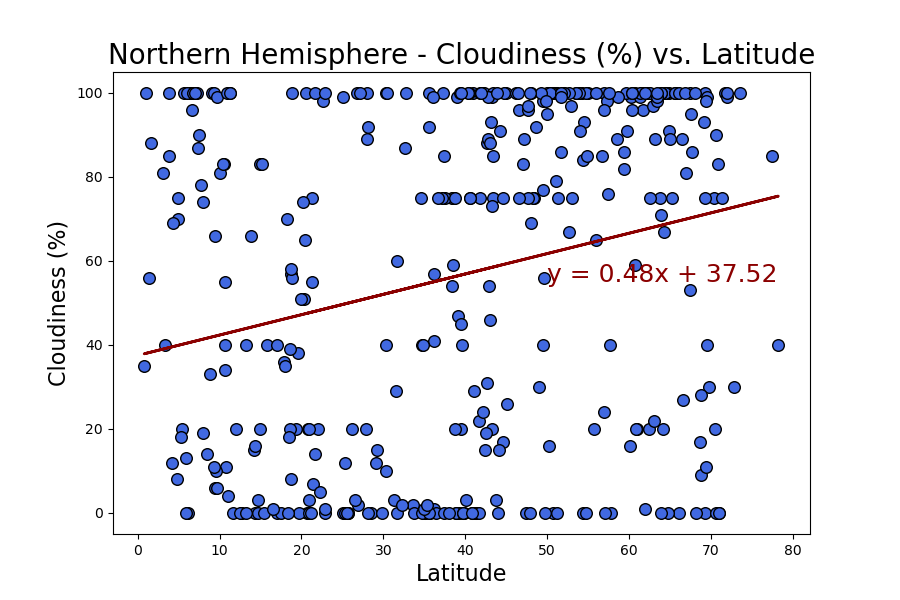 Northern Hemisphere - Cloudiness (%) vs. Latitude
Cloudiness (%)
100
80
60
40
20
0
y = 0.48x + 37.52
0 10 20 30 40 50 60 70 80
Latitude